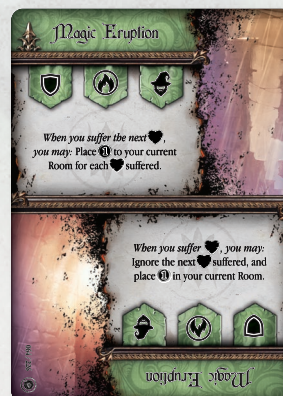 Magic Eruption
When you suffer the next
you may: Place 1 to your current
Room for each suffered.
When you suffer , you may:
Ignore the next suffered, and
place 1 in your current Room.
Magic Eruption